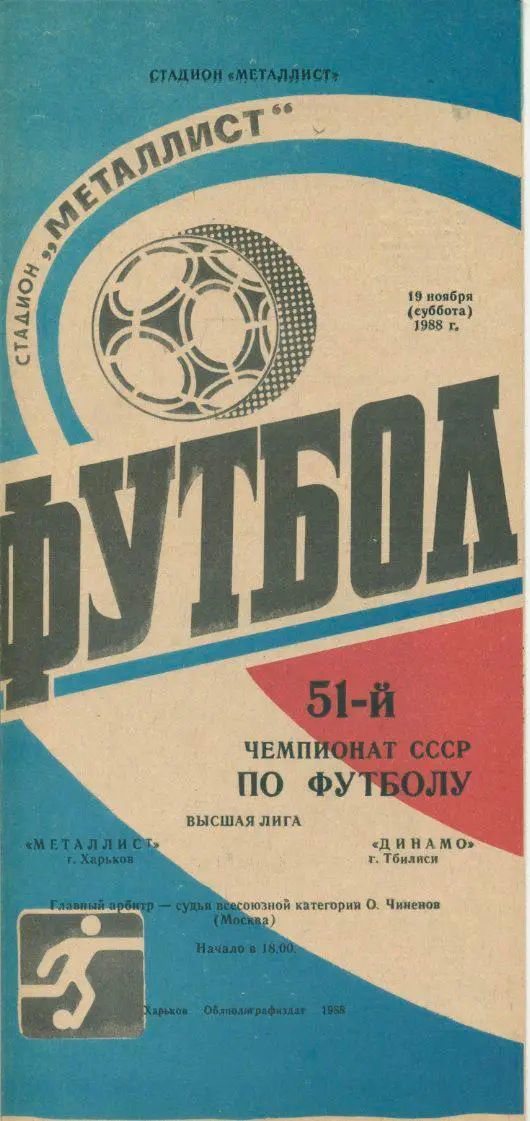 СТАДИОН «МЕТАЛЛИСТ»
СТАДИОН „МЕТАЛЛИСТ“
19 ноября
(суббота)
1988 г.
ФУТБОЛ
51-й
ЧЕМПИОНАТ СССР
ПО ФУТБОЛУ
ВЫСШАЯ ЛИГА
«МЕТАЛЛИСТ» «ДИНАМО»
г. Харьков г. Тбилиси
Главный арбитр — судья всесоюзной категории О. Чиненов
(Москва)
Начало в 18.00.
Харьков Облполиграфиздат 1988